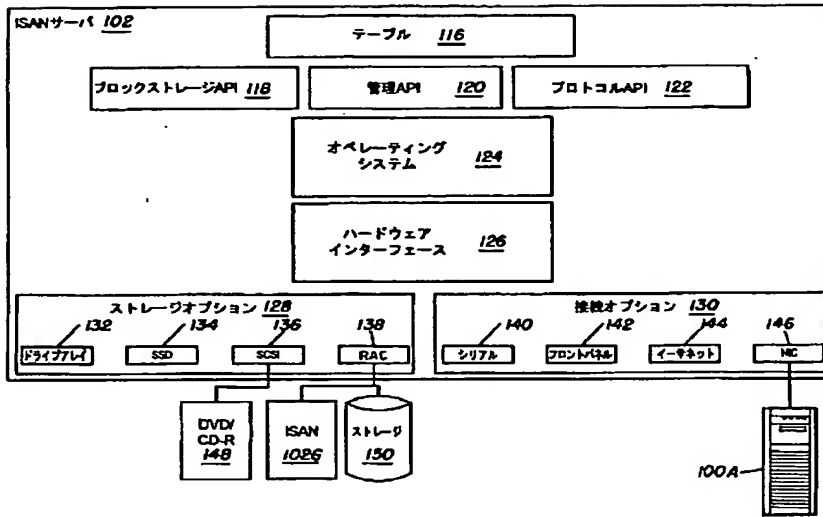 ISANサーバ 102
テーブル 116
ブロックストレージAPI 118
管理API 120
プロトコルAPI 122
オペレーティング
システム 124
ハードウェア
インターフェース 126
ストレージオプション 128
132
134
136
138
ドライブアレイ
SSD
SCSI
RAC
接続オプション 130
140
142
144
146
シリアル
フロントパネル
イーサネット
NIC
DVD/
CD-R
148
ISAN
102G
ストレージ
150
100A